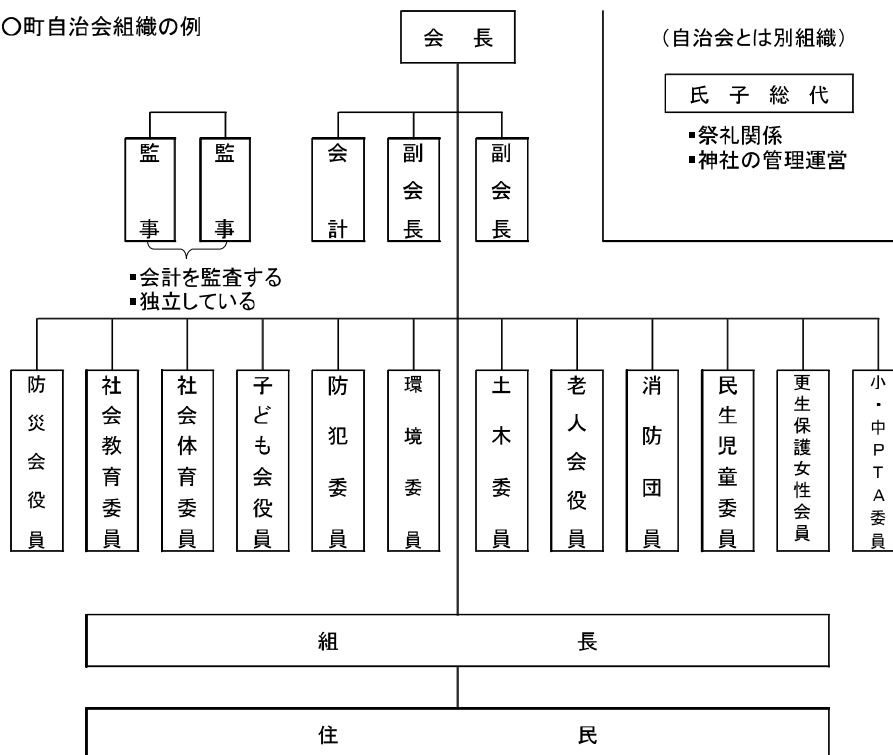 〇町自治会組織の例
会長
（自治会とは別組織）
氏子総代
▪祭礼関係
▪神社の管理運営
監事
監事
会計
副会長
副会長
▪会計を監査する
▪独立している
防災会役員
社会教育委員
社会体育委員
子ども会役員
防犯委員
環境委員
土木委員
老人会役員
消防団員
民生児童委員
更生保護女性会員
小・中PTA委員
組長
住民